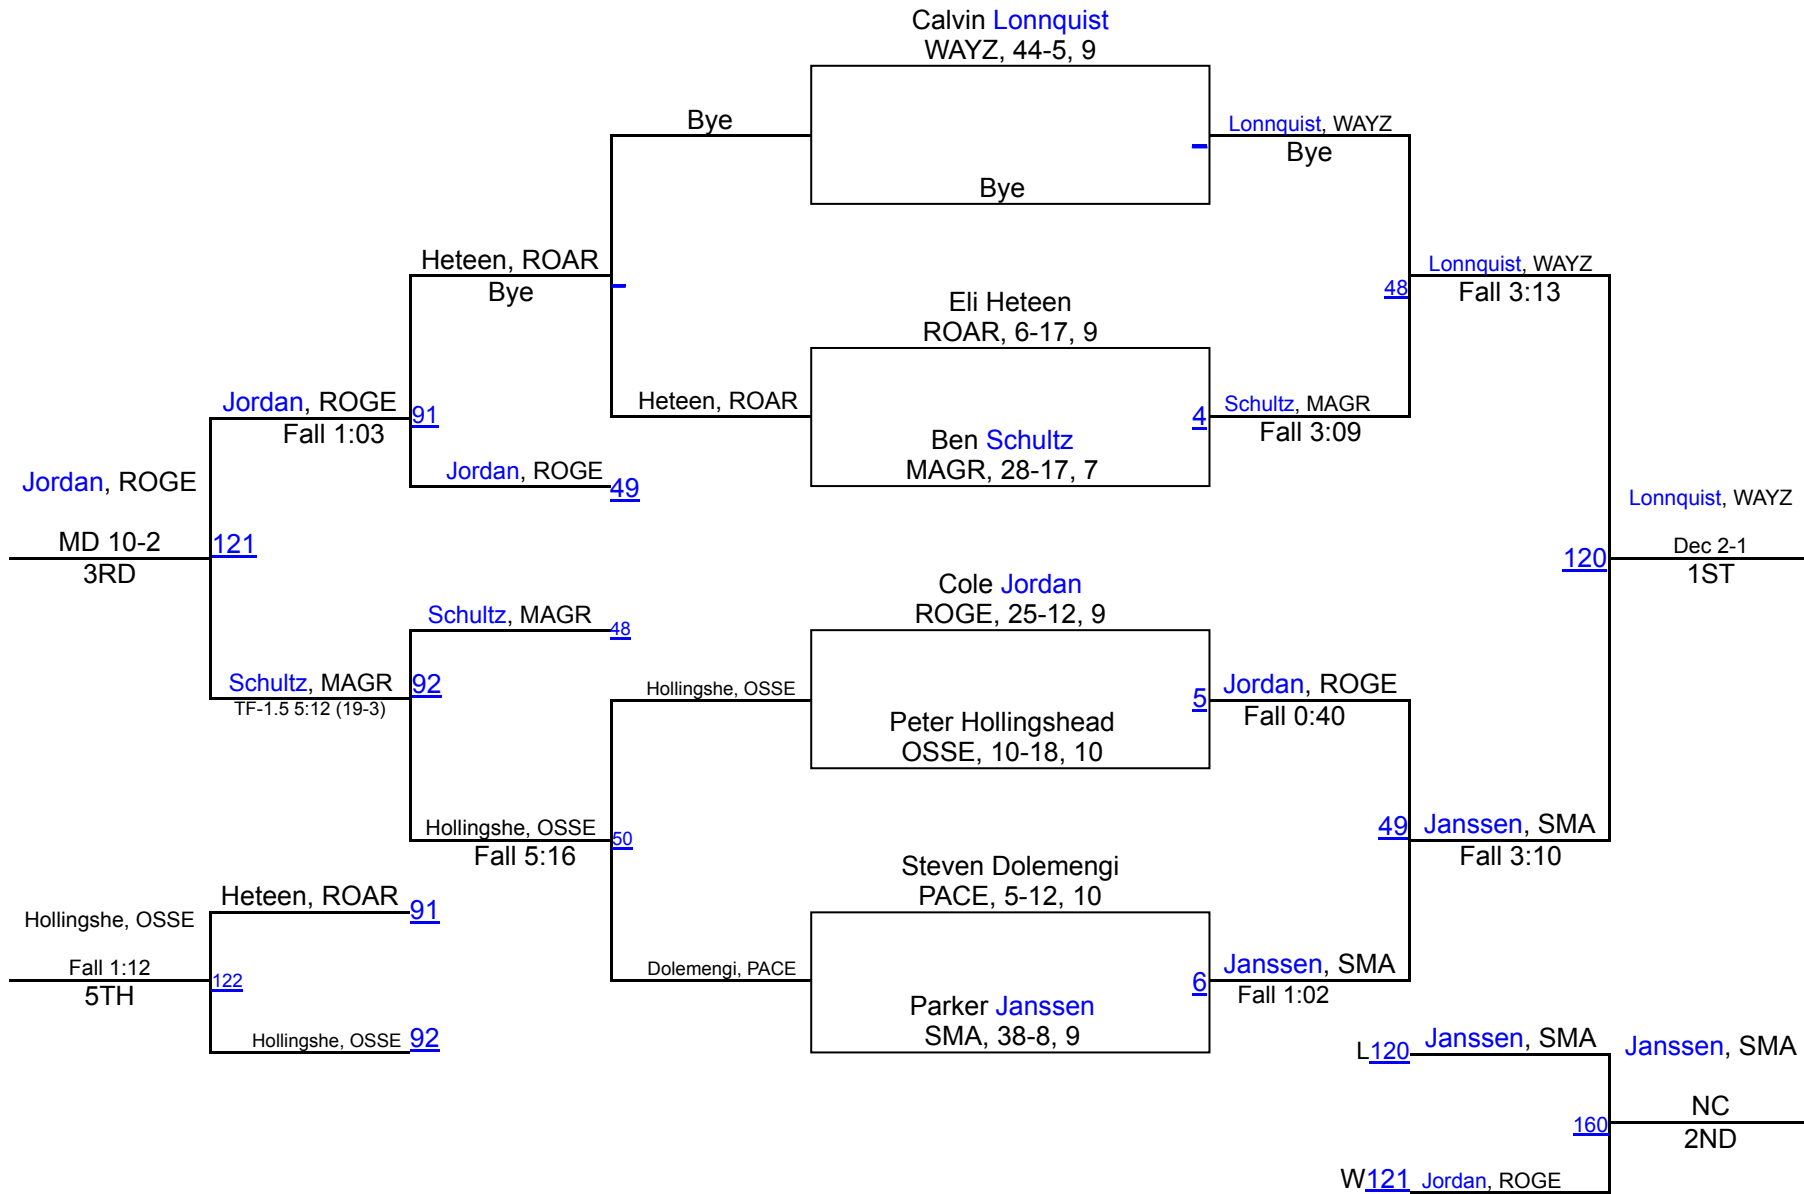 Calvin Lonnquist
WAYZ, 44-5, 9
Bye
Lonnquist, WAYZ
Bye
Bye
Heteen, ROAR
Bye
Lonnquist, WAYZ
48
Fall 3:13
Eli Heteen
ROAR, 6-17, 9
Jordan, ROGE
Fall 1:03
91
Heteen, ROAR
4
Schultz, MAGR
Fall 3:09
Ben Schultz
MAGR, 28-17, 7
Jordan, ROGE
49
Jordan, ROGE
MD 10-2
3RD
121
Lonnquist, WAYZ
120
Dec 2-1
1ST
Cole Jordan
ROGE, 25-12, 9
Schultz, MAGR
48
Schultz, MAGR
TF-1.5 5:12 (19-3)
92
Hollingshe, OSSE
5
Jordan, ROGE
Fall 0:40
Peter Hollingshead
OSSE, 10-18, 10
Hollingshe, OSSE
Fall 5:16
50
49
Janssen, SMA
Fall 3:10
Steven Dolemengi
PACE, 5-12, 10
Heteen, ROAR
91
Hollingshe, OSSE
Fall 1:12
5TH
122
Dolemengi, PACE
6
Janssen, SMA
Fall 1:02
Parker Janssen
SMA, 38-8, 9
Hollingshe, OSSE
92
L120
Janssen, SMA
Janssen, SMA
160
NC
2ND
W121
Jordan, ROGE